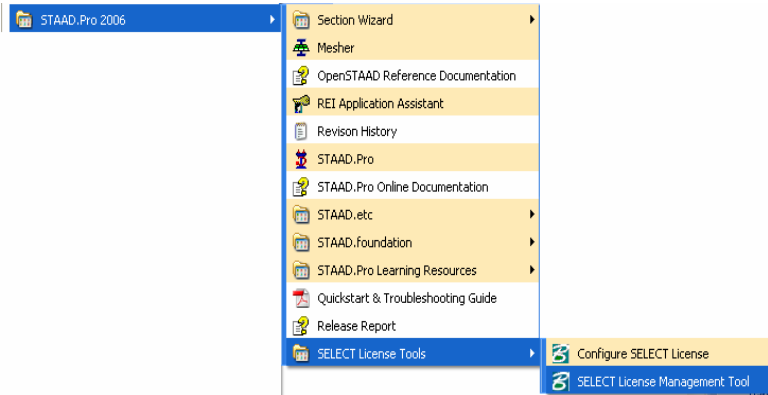 STAAD.Pro 2006
Section Wizard
Mesher
OpenSTAAD Reference Documentation
REI Application Assistant
Revison History
STAAD.Pro
STAAD.Pro Online Documentation
STAAD.etc
STAAD.foundation
STAAD.Pro Learning Resources
Quickstart & Troubleshooting Guide
Release Report
SELECT License Tools
Configure SELECT License
SELECT License Management Tool